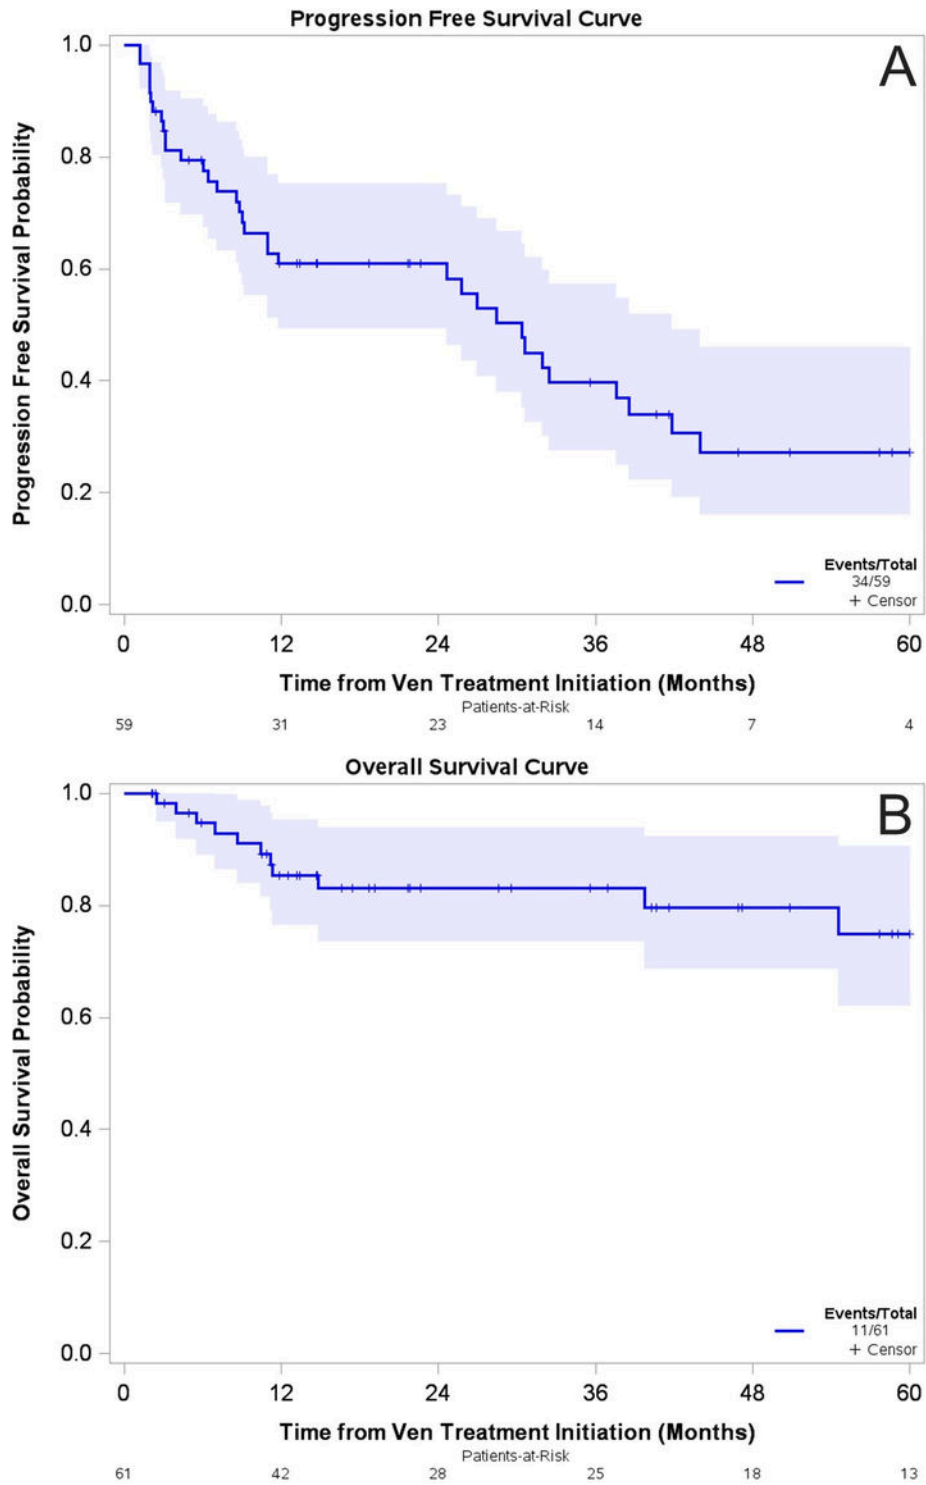 Progression Free Survival Curve
A
Progression Free Survival Probability
1.0
0.8
0.6
0.4
0.2
0.0
Events/Total
34/59
+ Censor
0 12 24 36 48 60
Time from Ven Treatment Initiation (Months)
Patients-at-Risk
59 31 23 14 7 4
Overall Survival Curve
B
Overall Survival Probability
1.0
0.8
0.6
0.4
0.2
0.0
Events/Total
11/61
+ Censor
0 12 24 36 48 60
Time from Ven Treatment Initiation (Months)
Patients-at-Risk
61 42 28 25 18 13